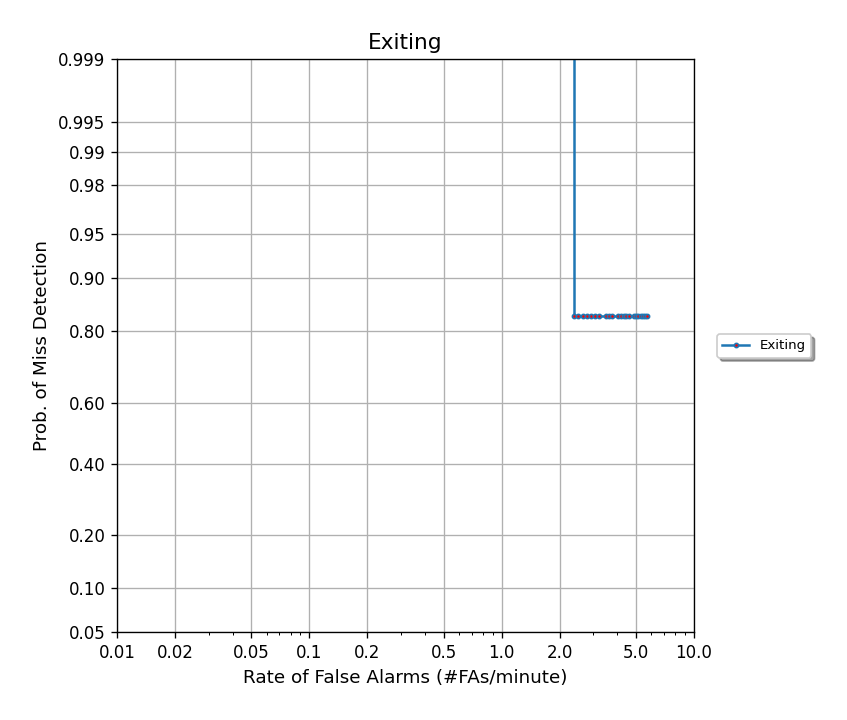 Exiting
0.999
0.995
0.99
0.98
0.95
0.90
0.80
0.60
0.40
0.20
0.10
0.05
Prob. of Miss Detection
0.01 0.02 0.05 0.1 0.2 0.5 1.0 2.0 5.0 10.0
Rate of False Alarms (#FAs/minute)
Exiting